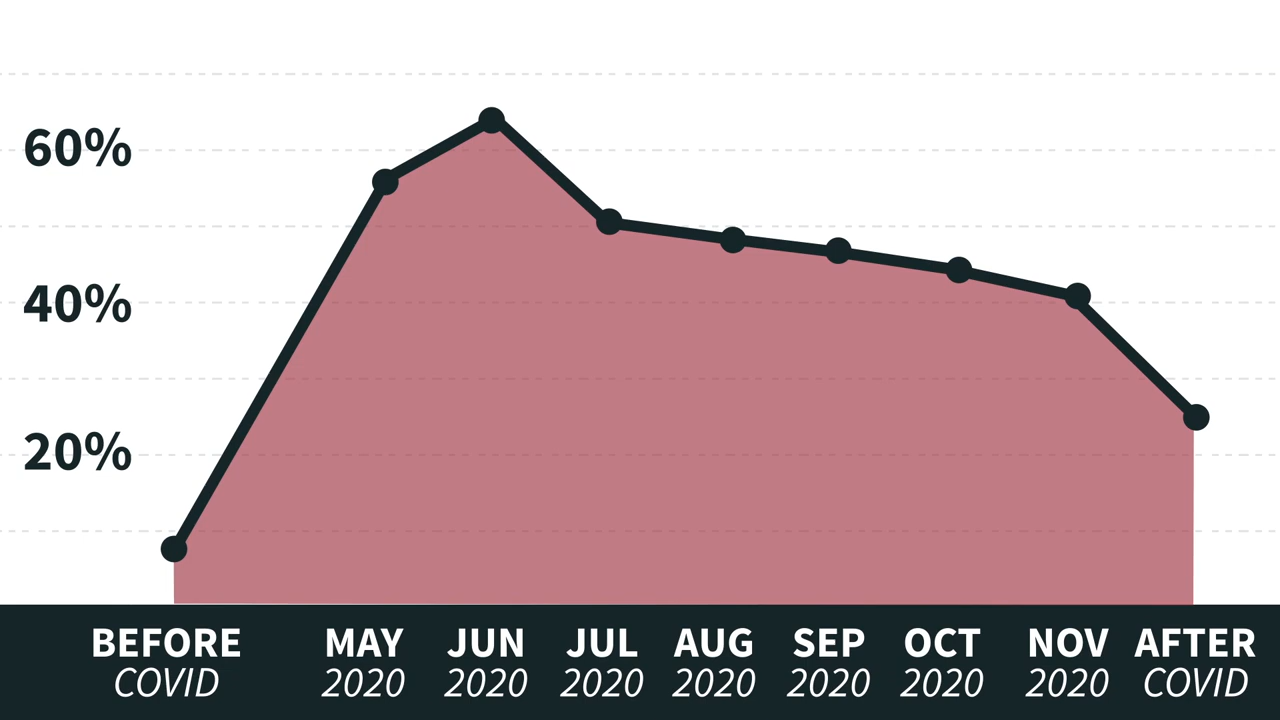 60%
40%
20%
BEFORE MAY JUN JUL AUG SEP OCT NOV AFTER
COVID 2020 2020 2020 2020 2020 2020 2020 COVID